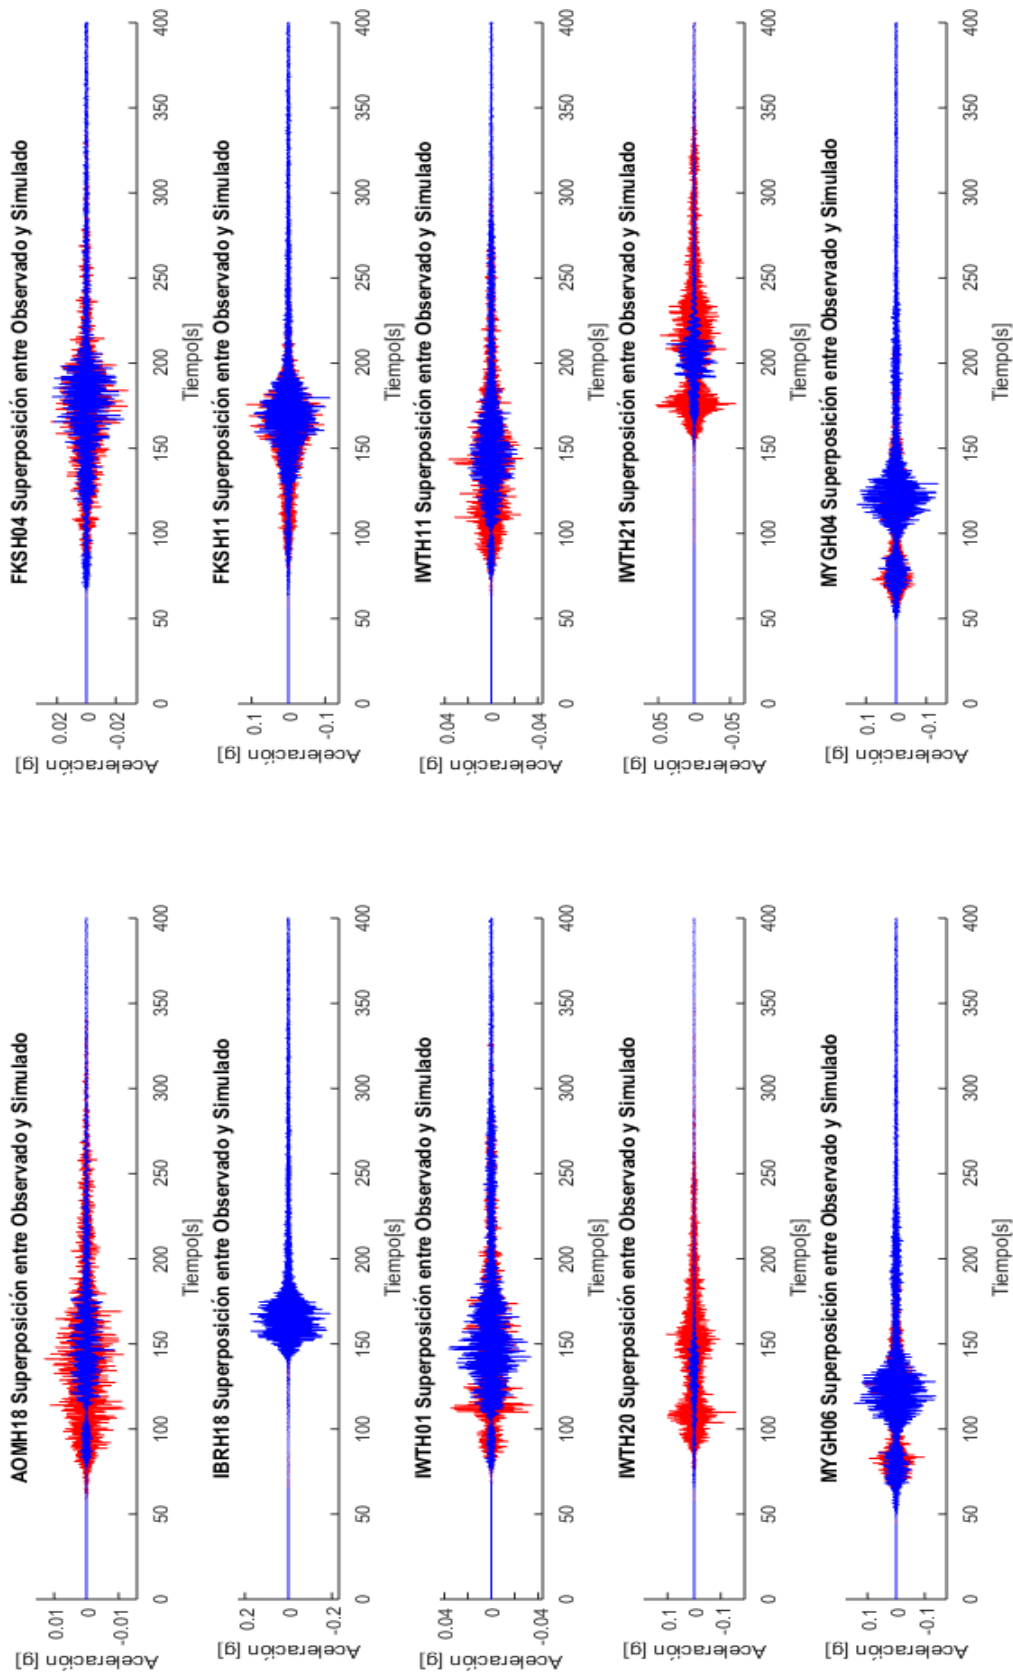 AOMH18 Superposición entre Observado y Simulado
Aceleración [g]
0.01
0
-0.01
0 50 100 150 200 250 300 350 400
Tiempo[s]
FKSH04 Superposición entre Observado y Simulado
Aceleración [g]
0.02
0
-0.02
0 50 100 150 200 250 300 350 400
Tiempo[s]
IBRH18 Superposición entre Observado y Simulado
Aceleración [g]
0.2
0
-0.2
0 50 100 150 200 250 300 350 400
Tiempo[s]
FKSH11 Superposición entre Observado y Simulado
Aceleración [g]
0.1
0
-0.1
0 50 100 150 200 250 300 350 400
Tiempo[s]
IWTH01 Superposición entre Observado y Simulado
Aceleración [g]
0.04
0
-0.04
0 50 100 150 200 250 300 350 400
Tiempo[s]
IWTH11 Superposición entre Observado y Simulado
Aceleración [g]
0.04
0
-0.04
0 50 100 150 200 250 300 350 400
Tiempo[s]
IWTH20 Superposición entre Observado y Simulado
Aceleración [g]
0.1
0
-0.1
0 50 100 150 200 250 300 350 400
Tiempo[s]
IWTH21 Superposición entre Observado y Simulado
Aceleración [g]
0.05
0
-0.05
0 50 100 150 200 250 300 350 400
Tiempo[s]
MYGH06 Superposición entre Observado y Simulado
Aceleración [g]
0.1
0
-0.1
0 50 100 150 200 250 300 350 400
Tiempo[s]
MYGH04 Superposición entre Observado y Simulado
Aceleración [g]
0.1
0
-0.1
0 50 100 150 200 250 300 350 400
Tiempo[s]